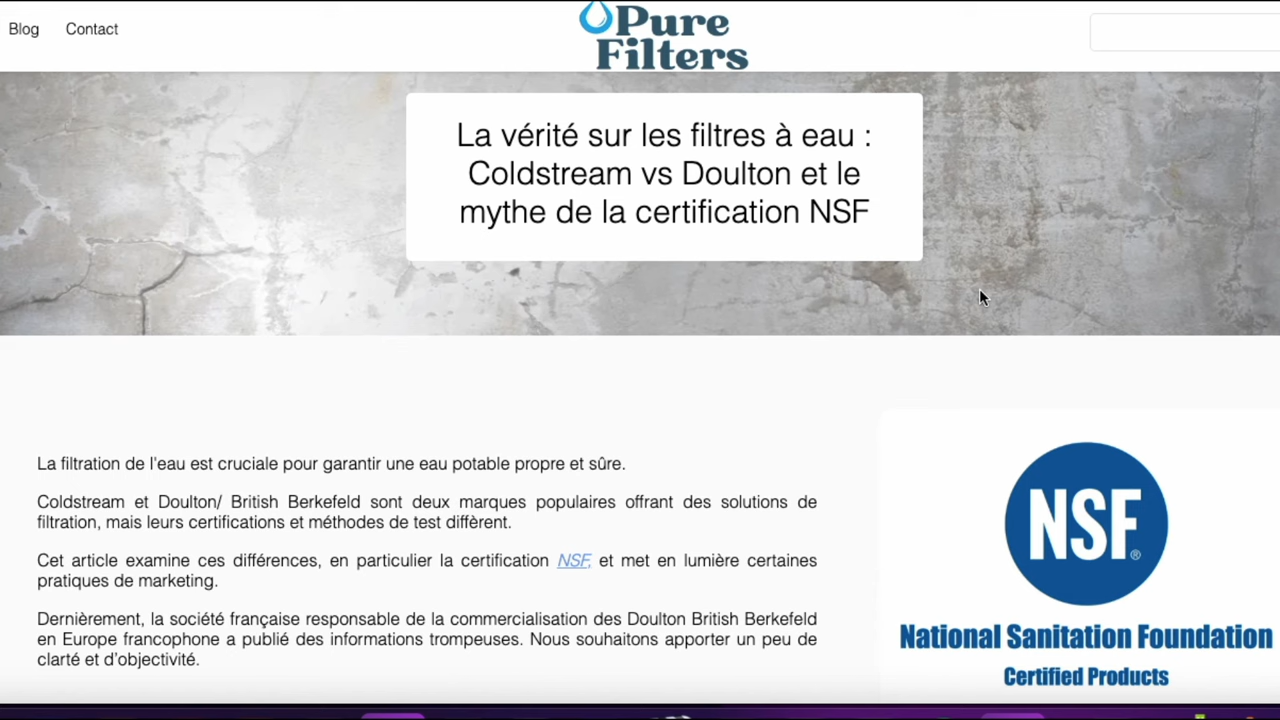 Blog Contact
Pure
Filters
La vérité sur les filtres à eau :
Coldstream vs Doulton et le
mythe de la certification NSF
La filtration de l'eau est cruciale pour garantir une eau potable propre et sûre.
Coldstream et Doulton/ British Berkefeld sont deux marques populaires offrant des solutions de
filtration, mais leurs certifications et méthodes de test diffèrent.
Cet article examine ces différences, en particulier la certification NSF, et met en lumière certaines
pratiques de marketing.
Dernièrement, la société française responsable de la commercialisation des Doulton British Berkefeld
en Europe francophone a publié des informations trompeuses. Nous souhaitons apporter un peu de
clarté et d'objectivité.
NSF®
National Sanitation Foundation
Certified Products